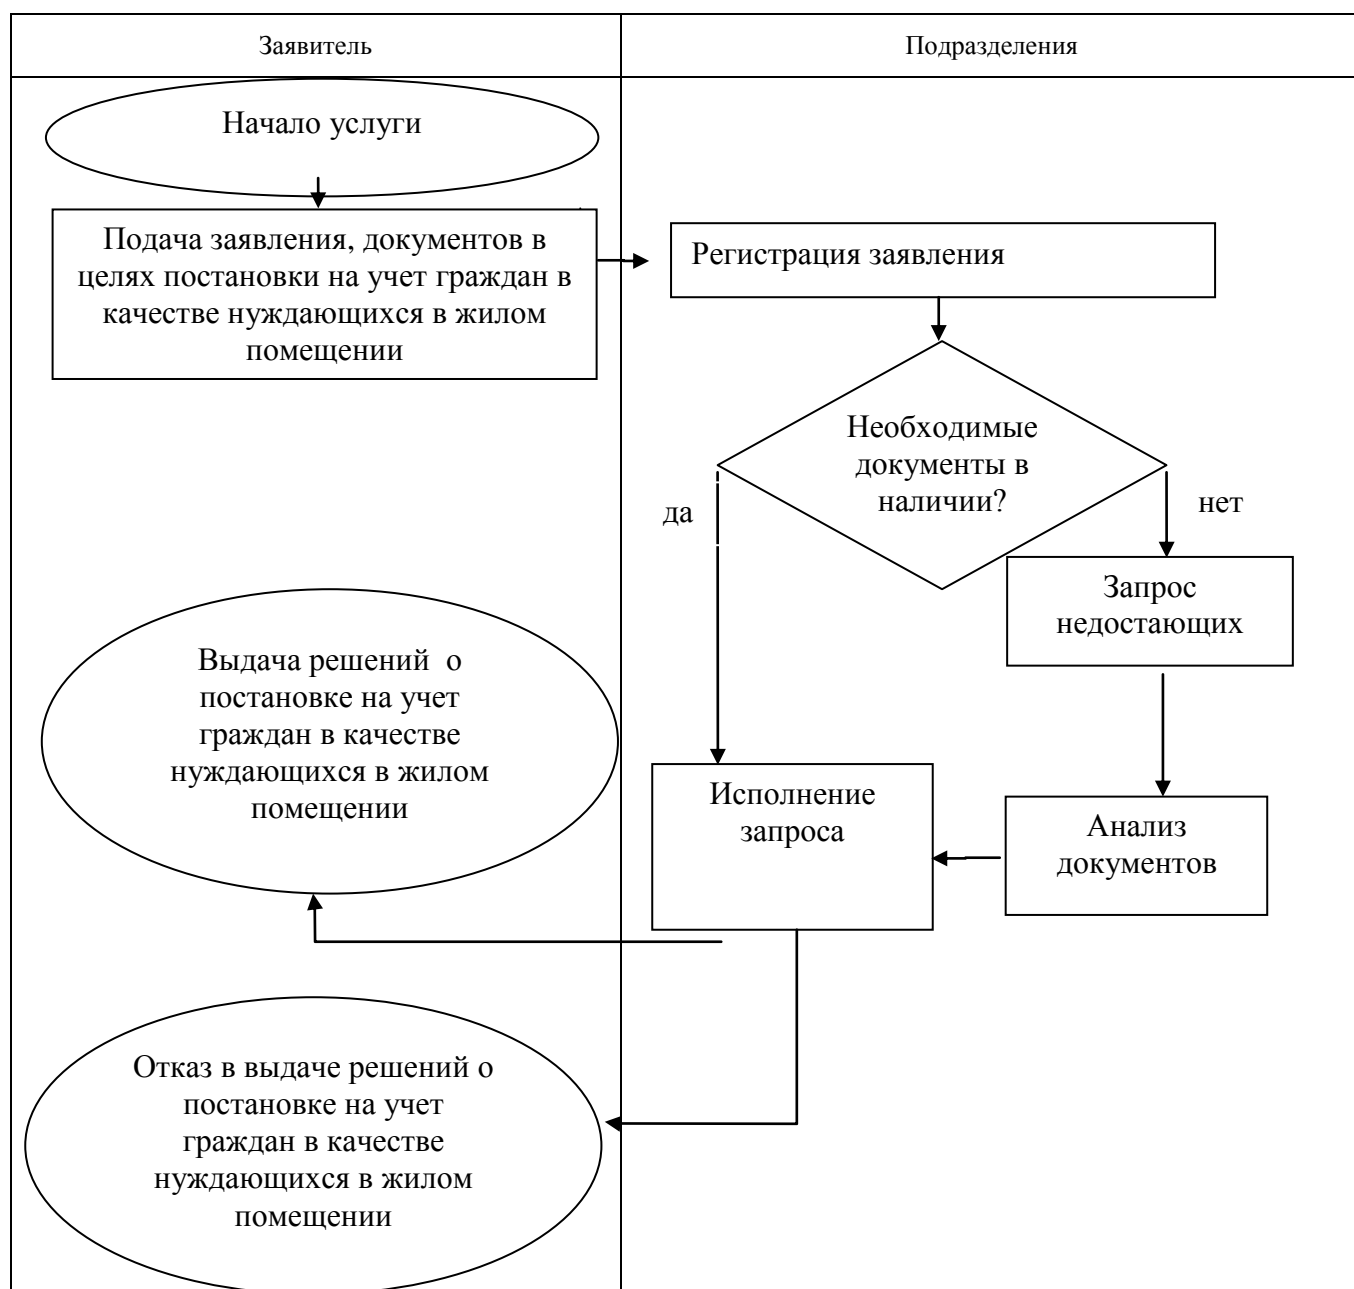 Заявитель
Подразделения
Начало услуги
Подача заявления, документов в
целях постановки на учет граждан в
качестве нуждающихся в жилом
помещении
Регистрация заявления
Необходимые
документы в
наличии?
да
нет
Запрос
недостающих
Выдача решений  о
постановке на учет
граждан в качестве
нуждающихся в жилом
помещении
Исполнение
запроса
Анализ
документов
Отказ в выдаче решений о
постановке на учет
граждан в качестве
нуждающихся в жилом
помещении